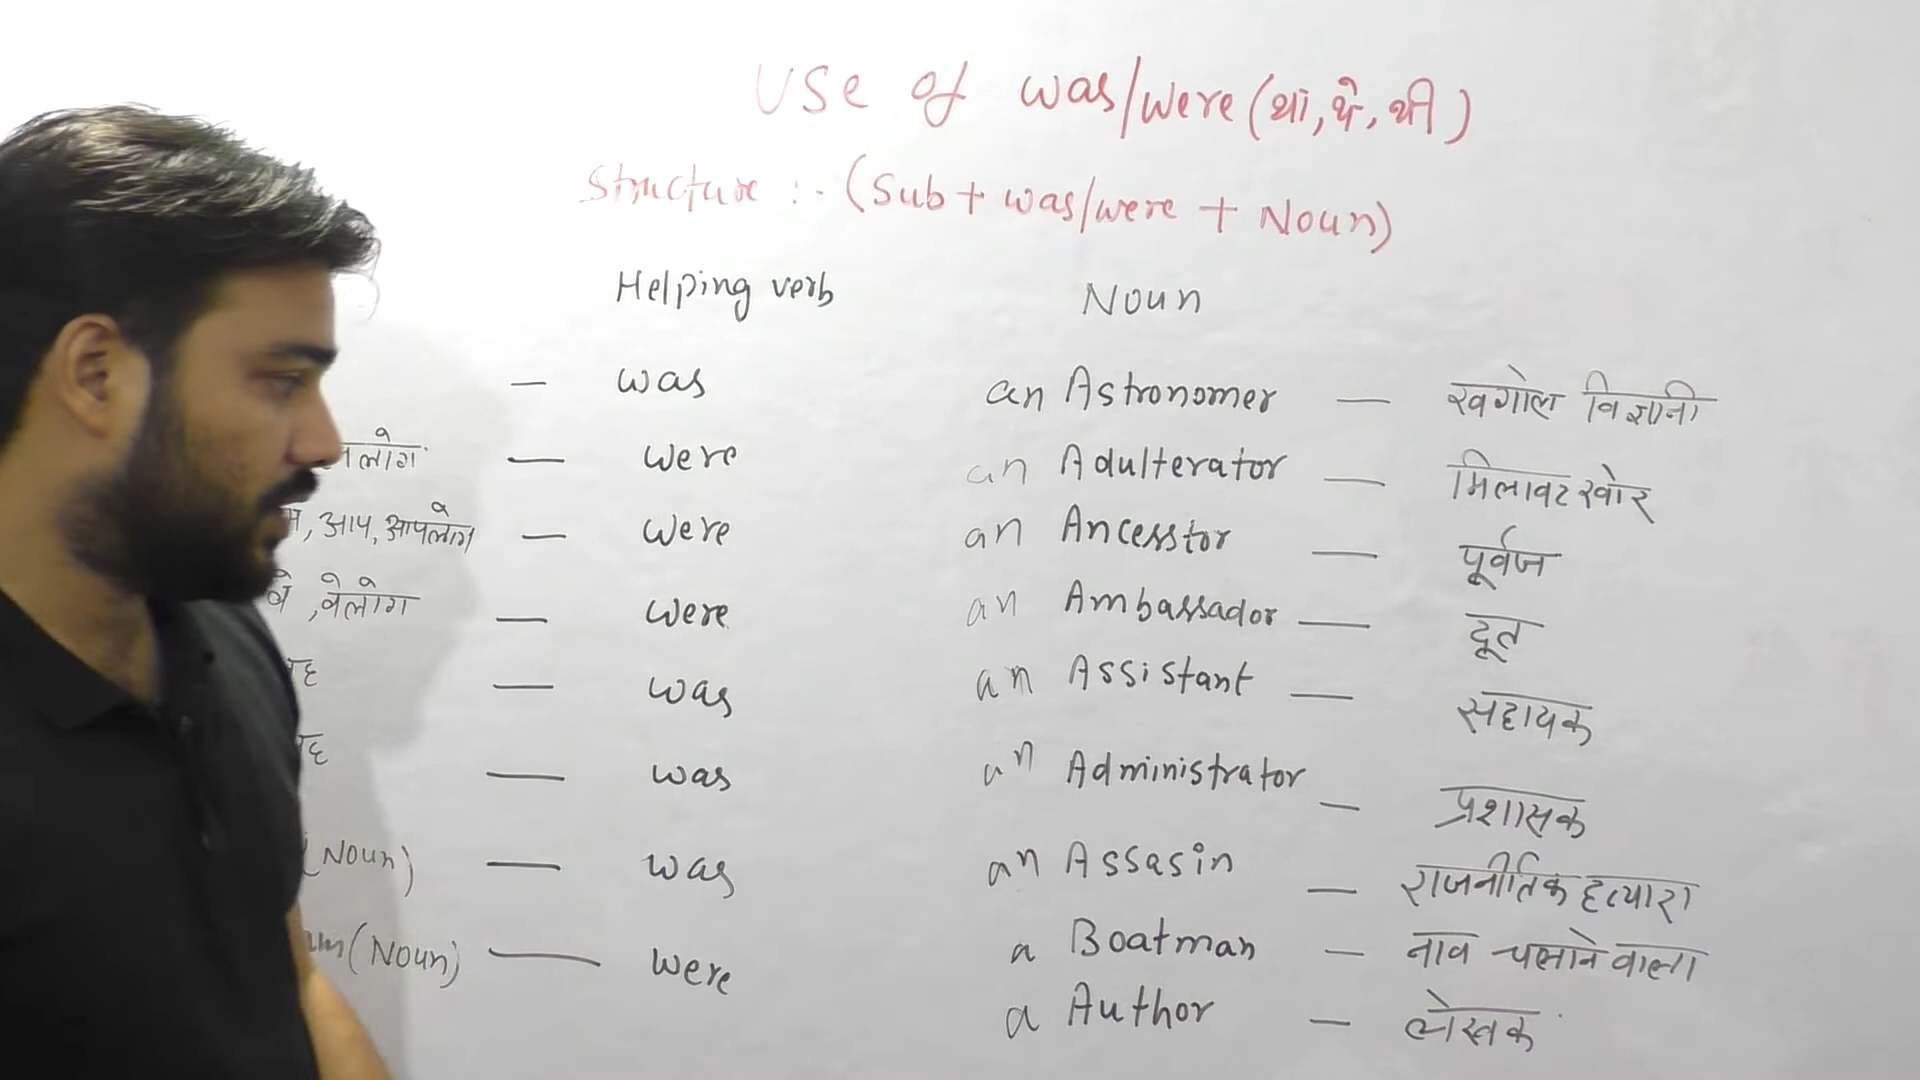 Use of was/were (था, थे, थी)
Structure :- (Sub + was/were + Noun)
Helping verb Noun
— was an Astronomer — खगोल विज्ञानी
लोग — were an Adulterator — मिलावटखोर
, आप, आपलोग — were an Ancesstor — पूर्वज
वे, वेलोग — were an Ambassador — दूत
— was an Assistant — सहायक
— was an Administrator — प्रशासक
(Noun) — was an Assasin — राजनीतिक हत्यारा
(Noun) — were a Boatman — नाव चलाने वाला
a Author — लेखक